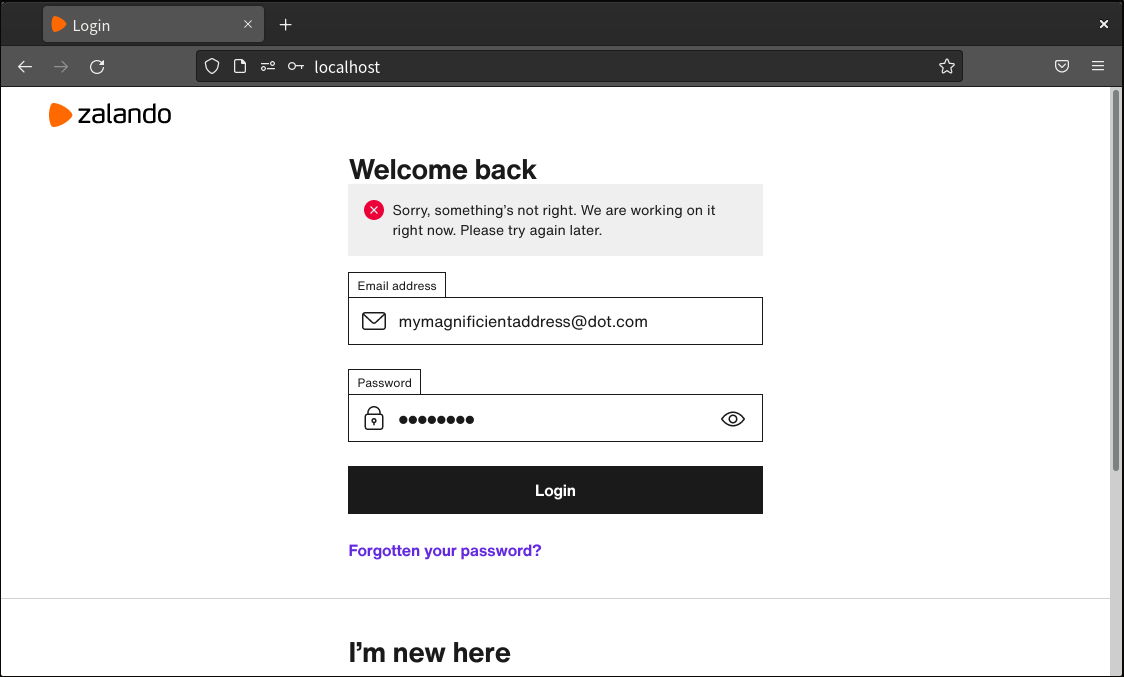 Login
localhost
zalando
Welcome back
Sorry, something's not right. We are working on it
right now. Please try again later.
Email address
mymagnificientaddress@dot.com
Password
Login
Forgotten your password?
I'm new here